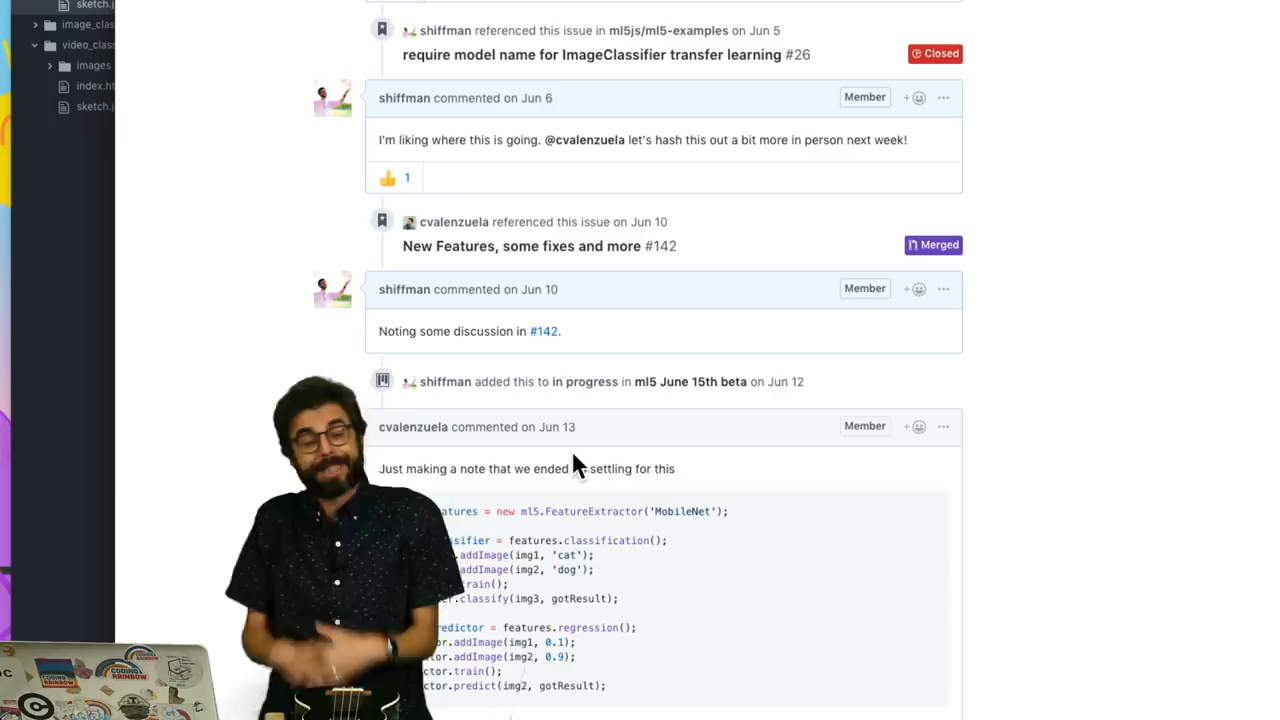 sketch.j
image_clas
video_clas
images
index.ht
sketch.j
shiffman referenced this issue in ml5js/ml5-examples on Jun 5
require model name for ImageClassifier transfer learning #26
Closed
shiffman commented on Jun 6
Member
I'm liking where this is going. @cvalenzuela let's hash this out a bit more in person next week!
1
cvalenzuela referenced this issue on Jun 10
New Features, some fixes and more #142
Merged
shiffman commented on Jun 10
Member
Noting some discussion in #142.
shiffman added this to in progress in ml5 June 15th beta on Jun 12
cvalenzuela commented on Jun 13
Member
Just making a note that we ended settling for this
atures = new ml5.FeatureExtractor('MobileNet');
ssifier = features.classification();
.addImage(img1, 'cat');
.addImage(img2, 'dog');
rain();
.classify(img3, gotResult);
redictor = features.regression();
or.addImage(img1, 0.1);
or.addImage(img2, 0.9);
ctor.train();
ctor.predict(img2, gotResult);
CODING
RAINBOW
CODING
RAINBOW